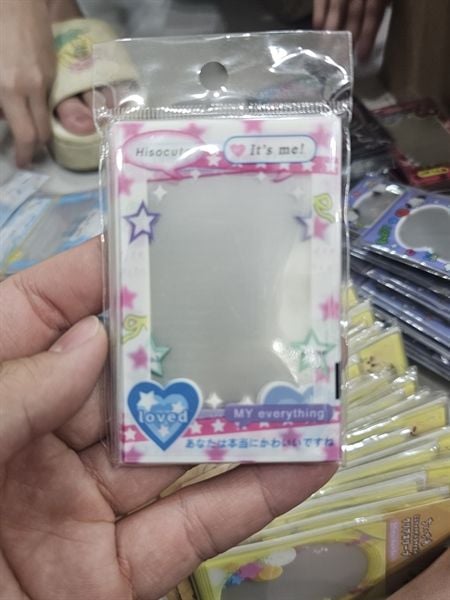 Hisocute
It's me!
loved
MY everything
あなたは本当にかわいいですね